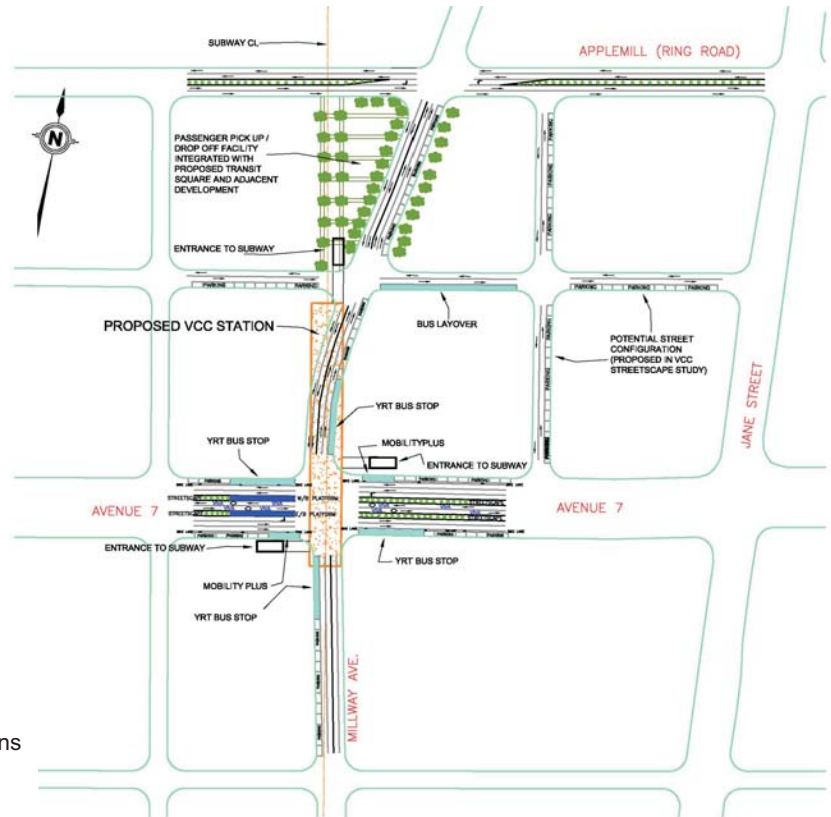 SUBWAY CL
APPLEMILL (RING ROAD)
N
PASSENGER PICK UP /
DROP OFF FACILITY
INTEGRATED WITH
PROPOSED TRANSIT
SQUARE AND ADJACENT
DEVELOPMENT
ENTRANCE TO SUBWAY
PARKING
PARKING
PARKING
PARKING
PARKING
PROPOSED VCC STATION
BUS LAYOVER
POTENTIAL STREET
CONFIGURATION
(PROPOSED IN VCC
STREETSCAPE STUDY)
JANE STREET
YRT BUS STOP
YRT BUS STOP
MOBILITYPLUS
ENTRANCE TO SUBWAY
AVENUE 7
W/B PLATFORM
E/B PLATFORM
VIVA
VIVA
AVENUE 7
ENTRANCE TO SUBWAY
MOBILITY PLUS
YRT BUS STOP
YRT BUS STOP
MILLWAY AVE.
ns